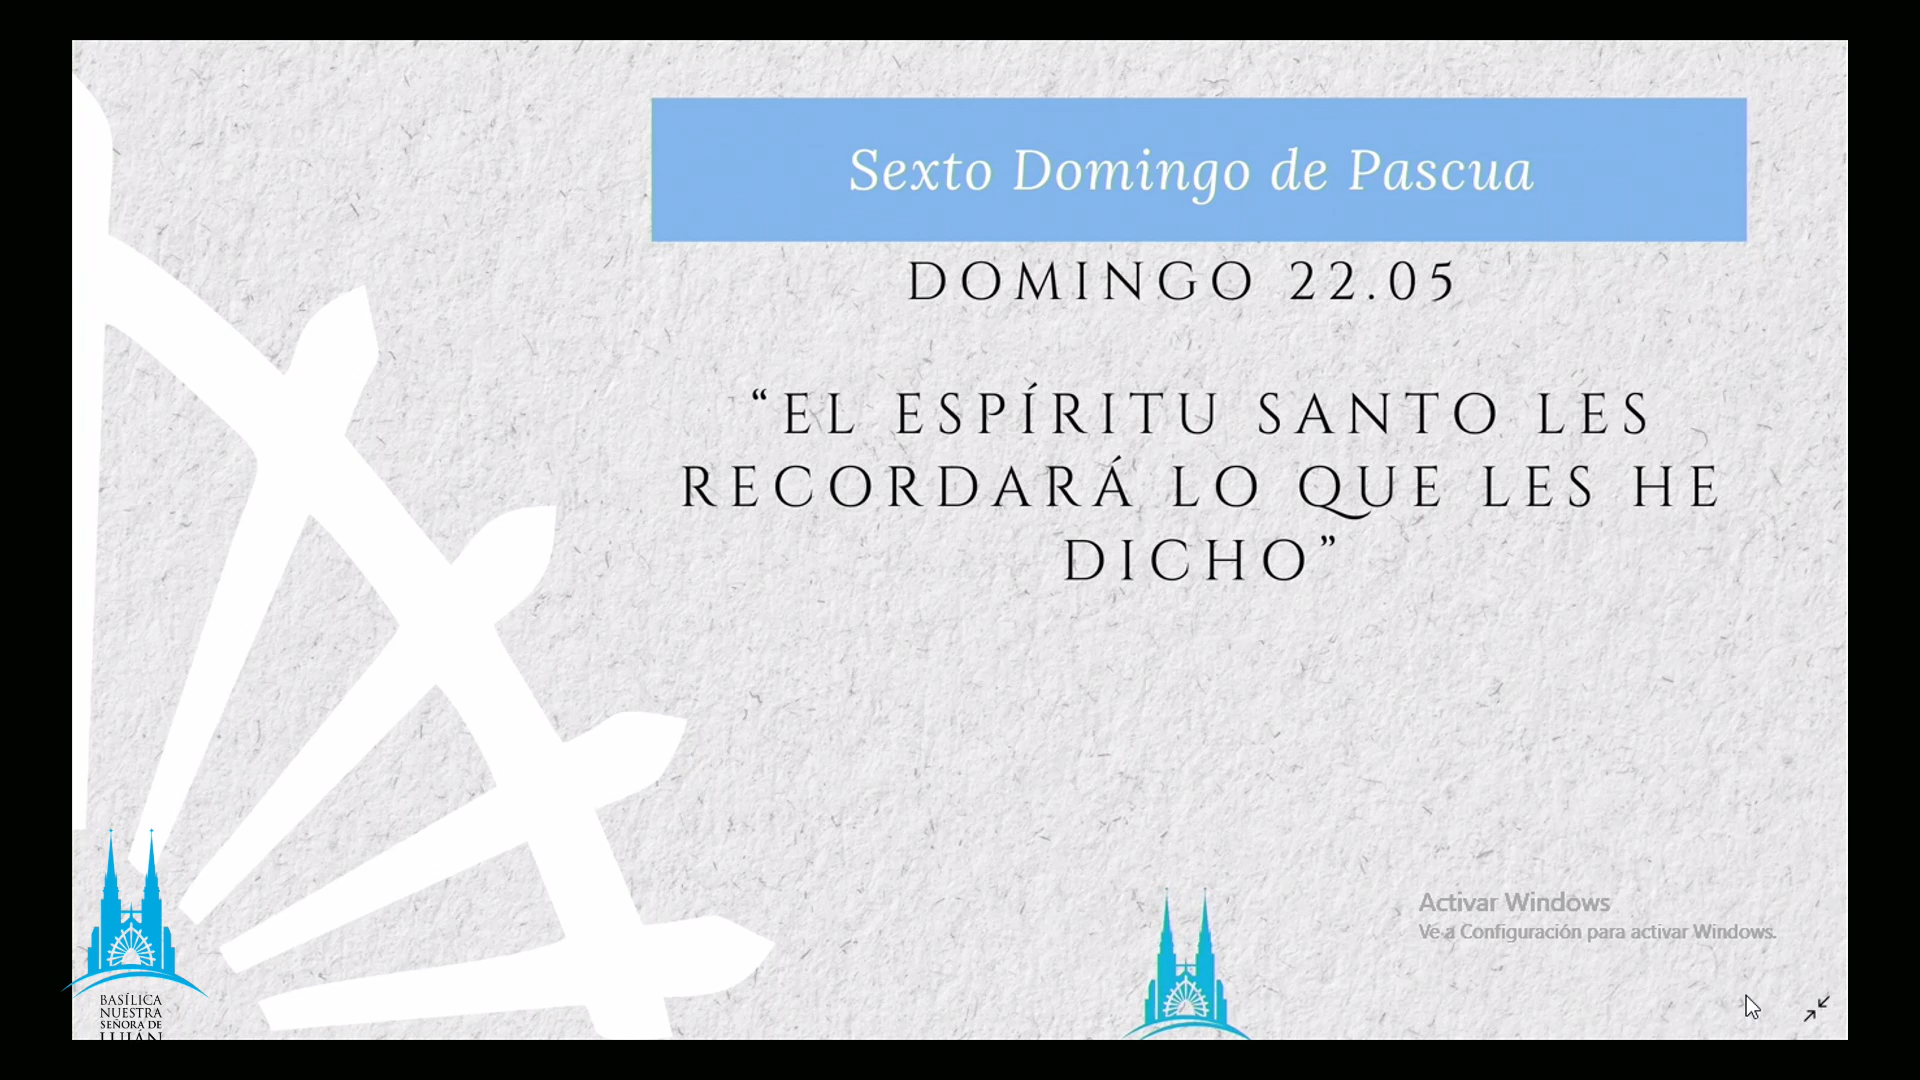 Sexto Domingo de Pascua
DOMINGO 22.05
“EL ESPÍRITU SANTO LES
RECORDARÁ LO QUE LES HE
DICHO”
Activar Windows
Ve a Configuración para activar Windows.
BASÍLICA
NUESTRA
SEÑORA DE
LUJÁN